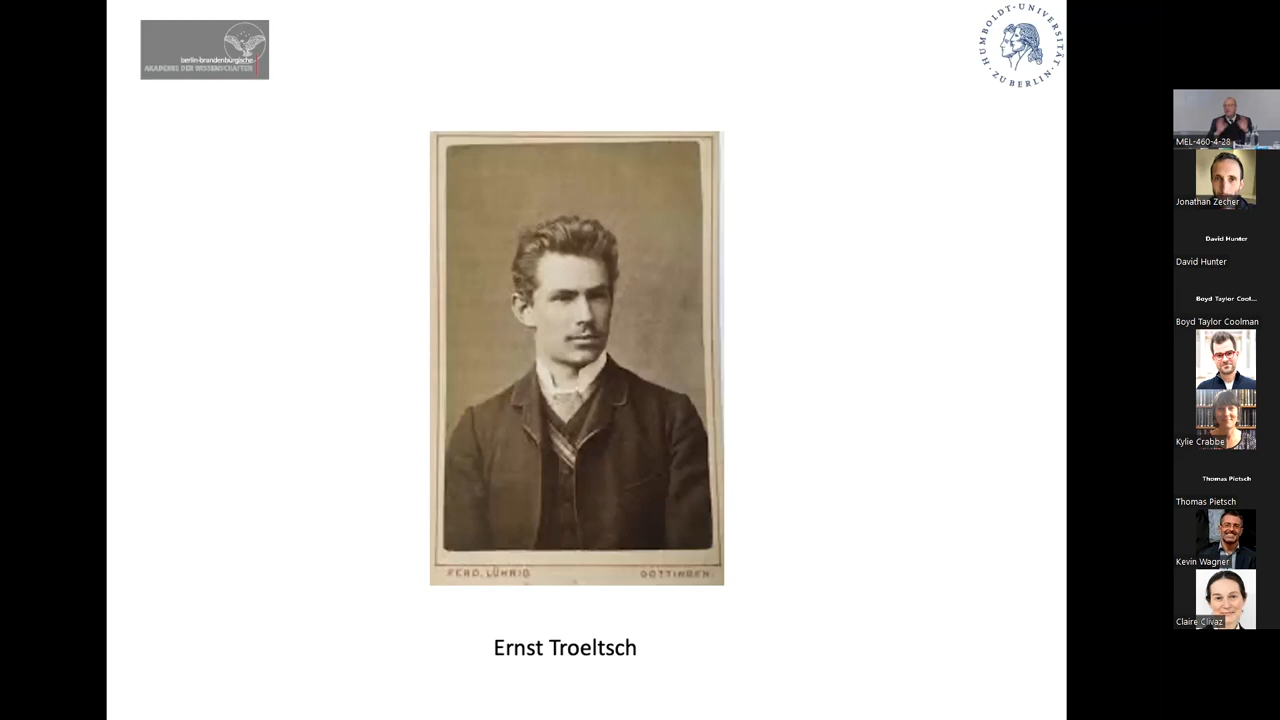 berlin-brandenburgische
AKADEMIE DER WISSENSCHAFTEN
HUMBOLDT-UNIVERSITÄT
ZU BERLIN
FERD. LÜHRIG GÖTTINGEN.
Ernst Troeltsch
MEL-460-4-28
Jonathan Zecher
David Hunter
David Hunter
Boyd Taylor Cool...
Boyd Taylor Coolman
Kylie Crabbe
Thomas Pietsch
Thomas Pietsch
Kevin Wagner
Claire Clivaz